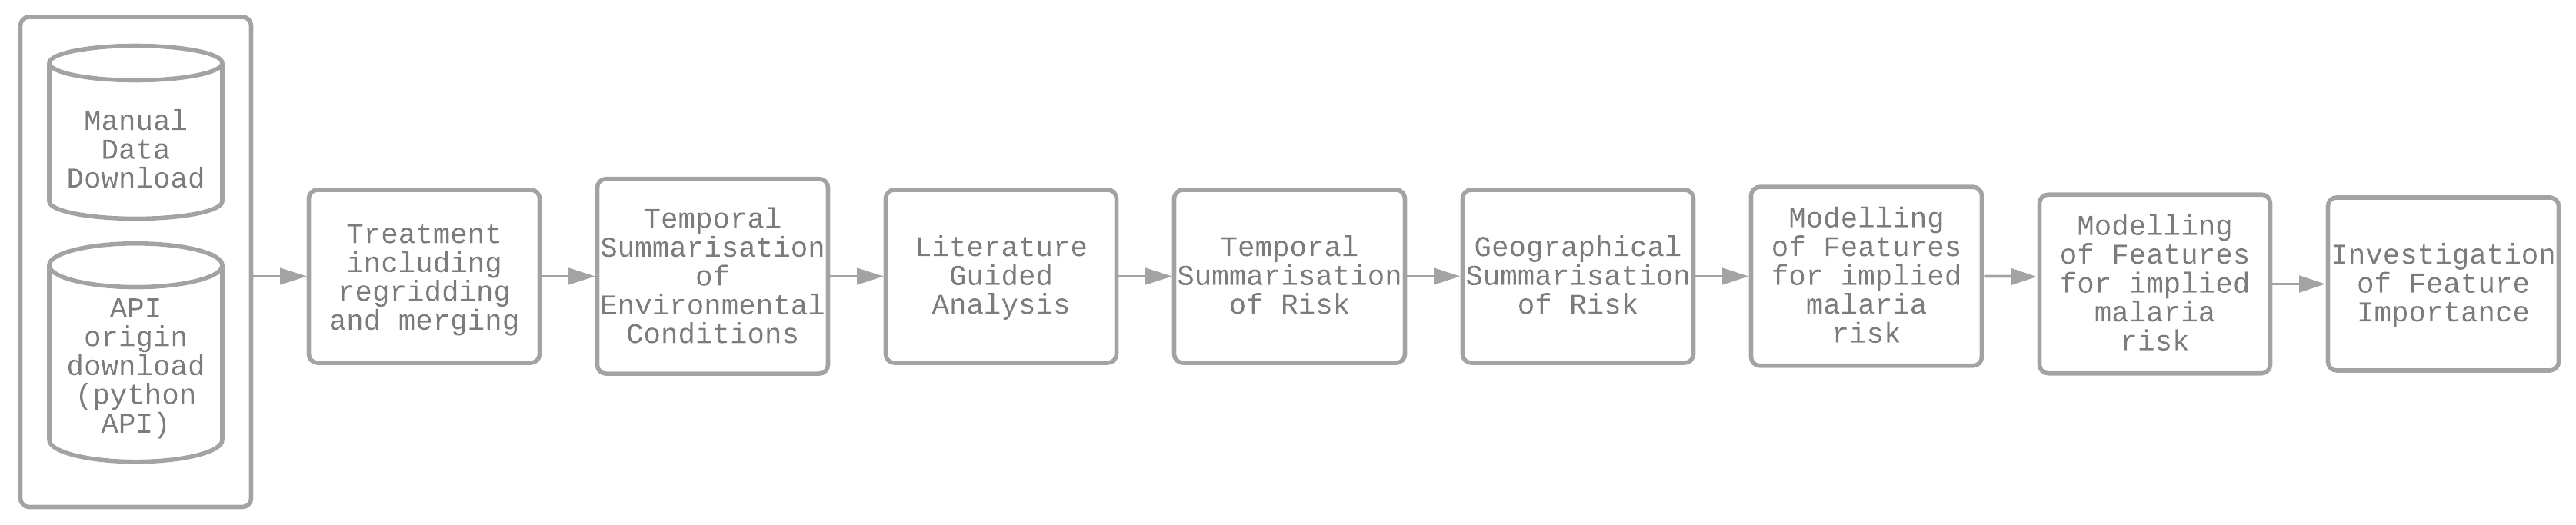 Manual
Data
Download
API
origin
download
(python
API)
Treatment
including
regridding
and merging
Temporal
Summarisation
of
Environmental
Conditions
Literature
Guided
Analysis
Temporal
Summarisation
of Risk
Geographical
Summarisation
of Risk
Modelling
of Features
for implied
malaria
risk
Modelling
of Features
for implied
malaria
risk
Investigation
of Feature
Importance